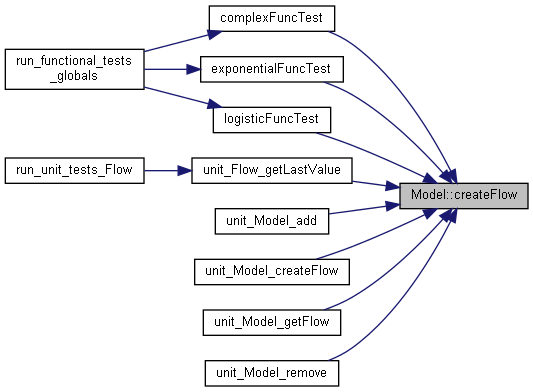 complexFuncTest
run_functional_tests
_globals
exponentialFuncTest
logisticFuncTest
run_unit_tests_Flow
unit_Flow_getLastValue
Model::createFlow
unit_Model_add
unit_Model_createFlow
unit_Model_getFlow
unit_Model_remove